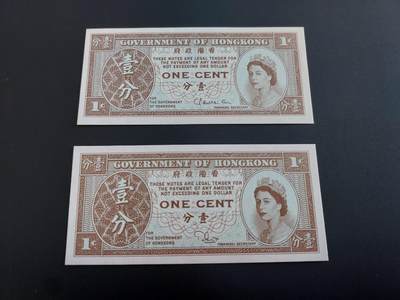 分壹 GOVERNMENT OF HONGKONG 1¢
府政港香
THESE NOTES ARE LEGAL TENDER FOR
THE PAYMENT OF ANY AMOUNT
NOT EXCEEDING ONE DOLLAR
壹分
ONE CENT
分壹
FOR
THE GOVERNMENT
OF HONGKONG
FINANCIAL SECRETARY
1¢ 分壹
分壹 GOVERNMENT OF HONGKONG 1¢
府政港香
THESE NOTES ARE LEGAL TENDER FOR
THE PAYMENT OF ANY AMOUNT
NOT EXCEEDING ONE DOLLAR
壹分
ONE CENT
分壹
FOR
THE GOVERNMENT
OF HONGKONG
FINANCIAL SECRETARY
1¢ 分壹